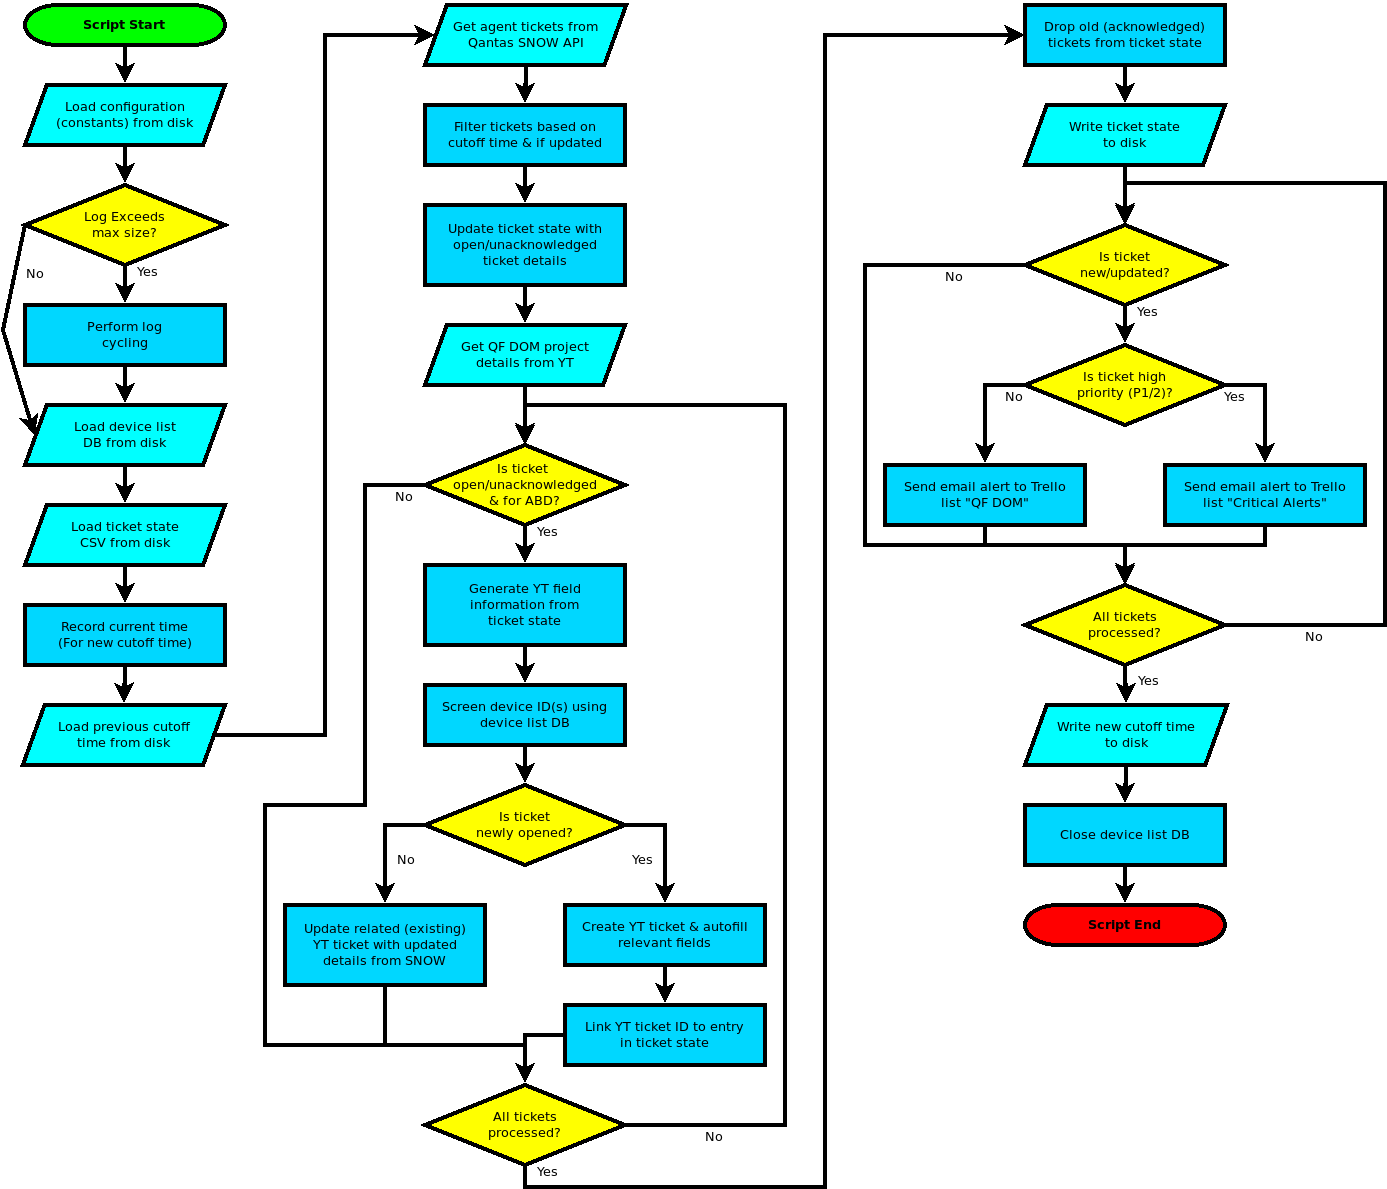 Script Start
Load configuration
(constants) from disk
Log Exceeds
max size?
No
Yes
Perform log
cycling
Load device list
DB from disk
Load ticket state
CSV from disk
Record current time
(For new cutoff time)
Load previous cutoff
time from disk
Get agent tickets from
Qantas SNOW API
Filter tickets based on
cutoff time & if updated
Update ticket state with
open/unacknowledged
ticket details
Get QF DOM project
details from YT
Is ticket
open/unacknowledged
& for ABD?
No
Yes
Generate YT field
information from
ticket state
Screen device ID(s) using
device list DB
Is ticket
newly opened?
No
Yes
Update related (existing)
YT ticket with updated
details from SNOW
Create YT ticket & autofill
relevant fields
Link YT ticket ID to entry
in ticket state
All tickets
processed?
No
Yes
Drop old (acknowledged)
tickets from ticket state
Write ticket state
to disk
Is ticket
new/updated?
No
Yes
Is ticket high
priority (P1/2)?
No
Yes
Send email alert to Trello
list "QF DOM"
Send email alert to Trello
list "Critical Alerts"
All tickets
processed?
No
Yes
Write new cutoff time
to disk
Close device list DB
Script End